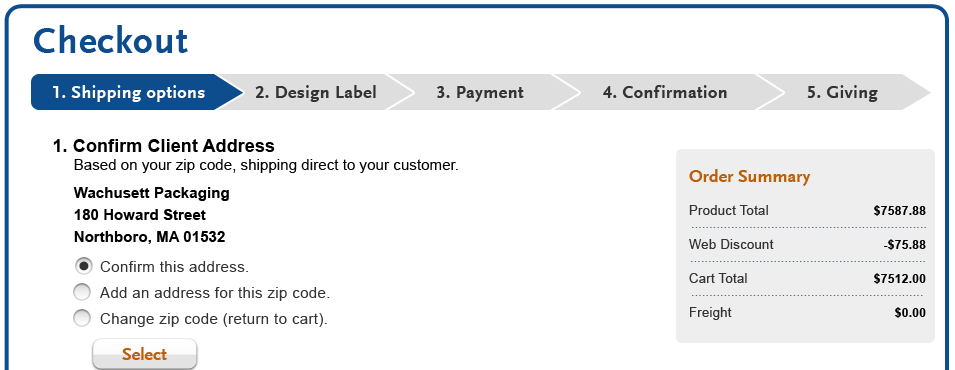 Checkout
1. Shipping options
2. Design Label
3. Payment
4. Confirmation
5. Giving
1. Confirm Client Address
Based on your zip code, shipping direct to your customer.
Wachusett Packaging
180 Howard Street
Northboro, MA 01532
Confirm this address.
Add an address for this zip code.
Change zip code (return to cart).
Select
Order Summary
Product Total $7587.88
Web Discount -$75.88
Cart Total $7512.00
Freight $0.00